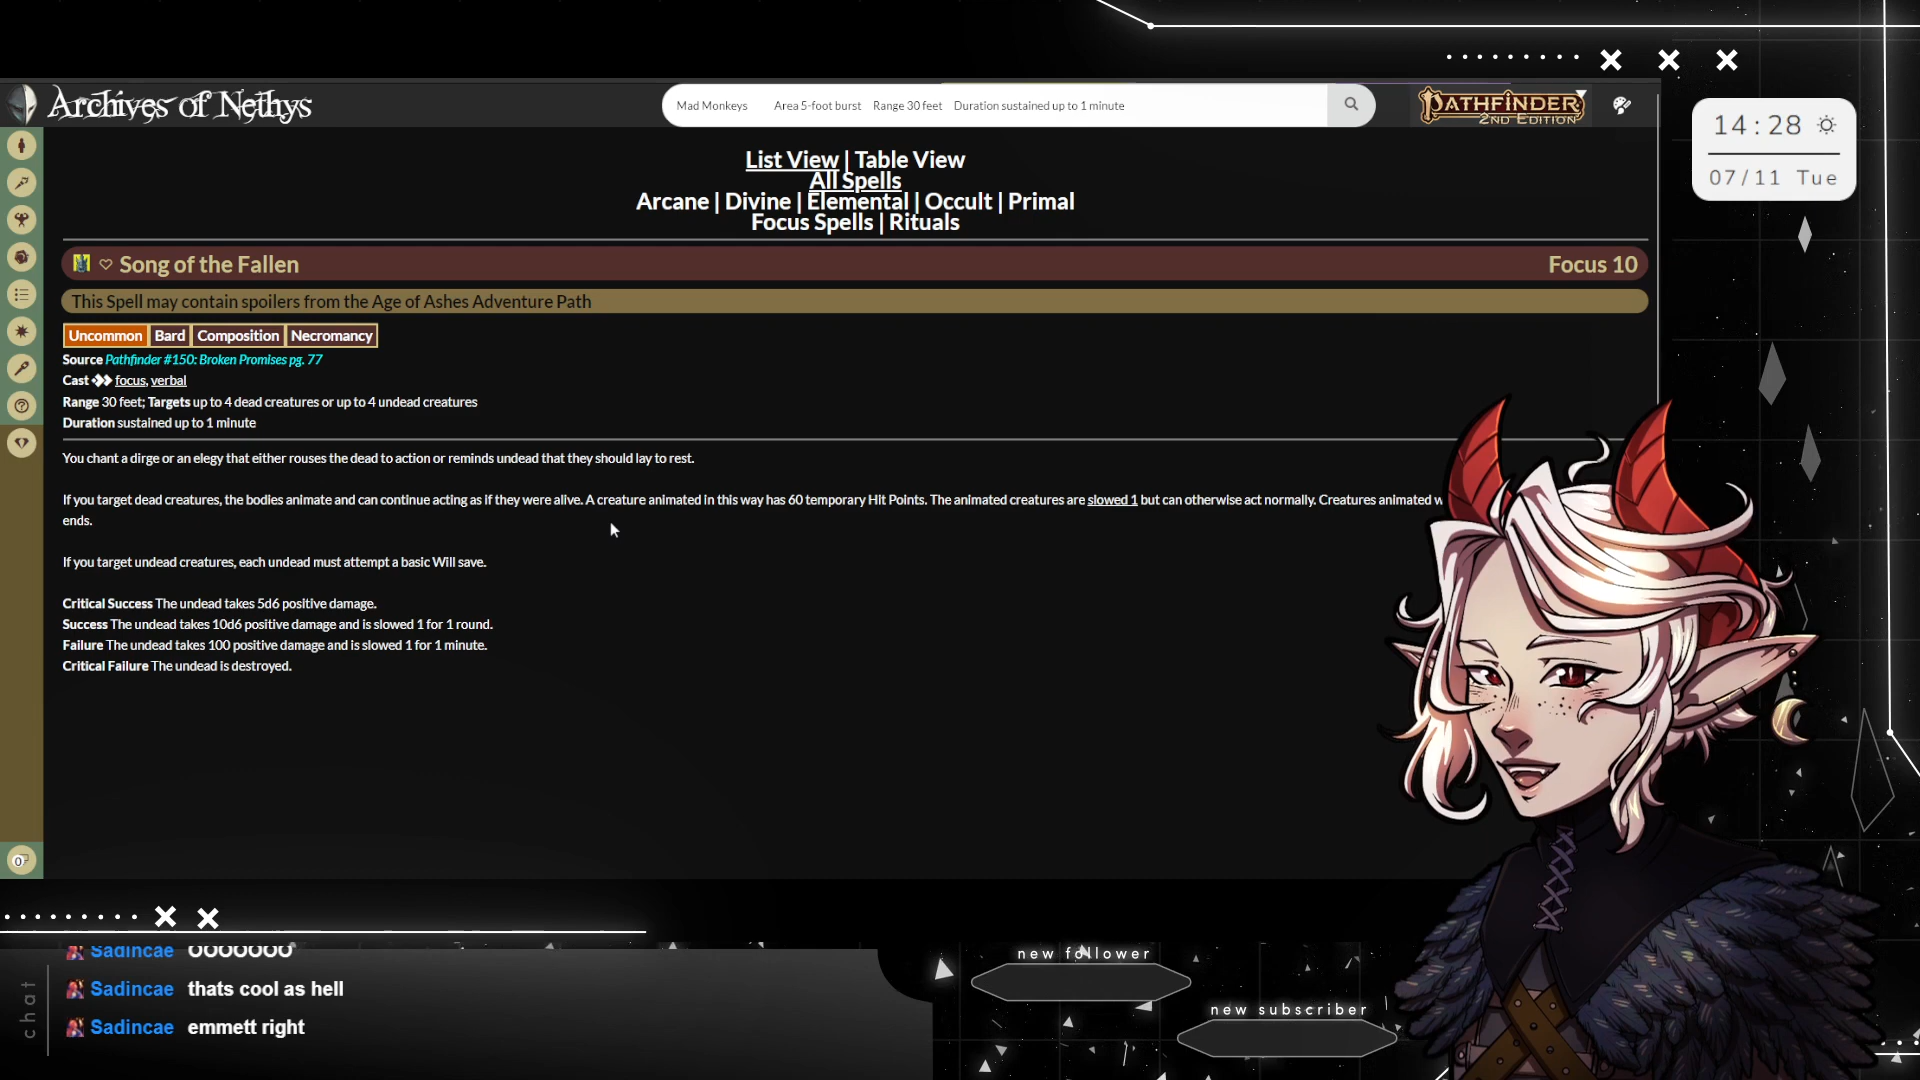 14:28
07/11 Tue
Archives of Nethys
Mad Monkeys Area 5-foot burst Range 30 feet Duration sustained up to 1 minute
PATHFINDER
2ND EDITION
List View | Table View
All Spells
Arcane | Divine | Elemental | Occult | Primal
Focus Spells | Rituals
Song of the Fallen Focus 10
This Spell may contain spoilers from the Age of Ashes Adventure Path
Uncommon Bard Composition Necromancy
Source Pathfinder #150: Broken Promises pg. 77
Cast focus, verbal
Range 30 feet; Targets up to 4 dead creatures or up to 4 undead creatures
Duration sustained up to 1 minute
You chant a dirge or an elegy that either rouses the dead to action or reminds undead that they should lay to rest.
If you target dead creatures, the bodies animate and can continue acting as if they were alive. A creature animated in this way has 60 temporary Hit Points. The animated creatures are slowed 1 but can otherwise act normally. Creatures animated
ends.
If you target undead creatures, each undead must attempt a basic Will save.
Critical Success The undead takes 5d6 positive damage.
Success The undead takes 10d6 positive damage and is slowed 1 for 1 round.
Failure The undead takes 100 positive damage and is slowed 1 for 1 minute.
Critical Failure The undead is destroyed.
0
chat
Sadincae OOOOOOO
Sadincae thats cool as hell
Sadincae emmett right
new follower
new subscriber